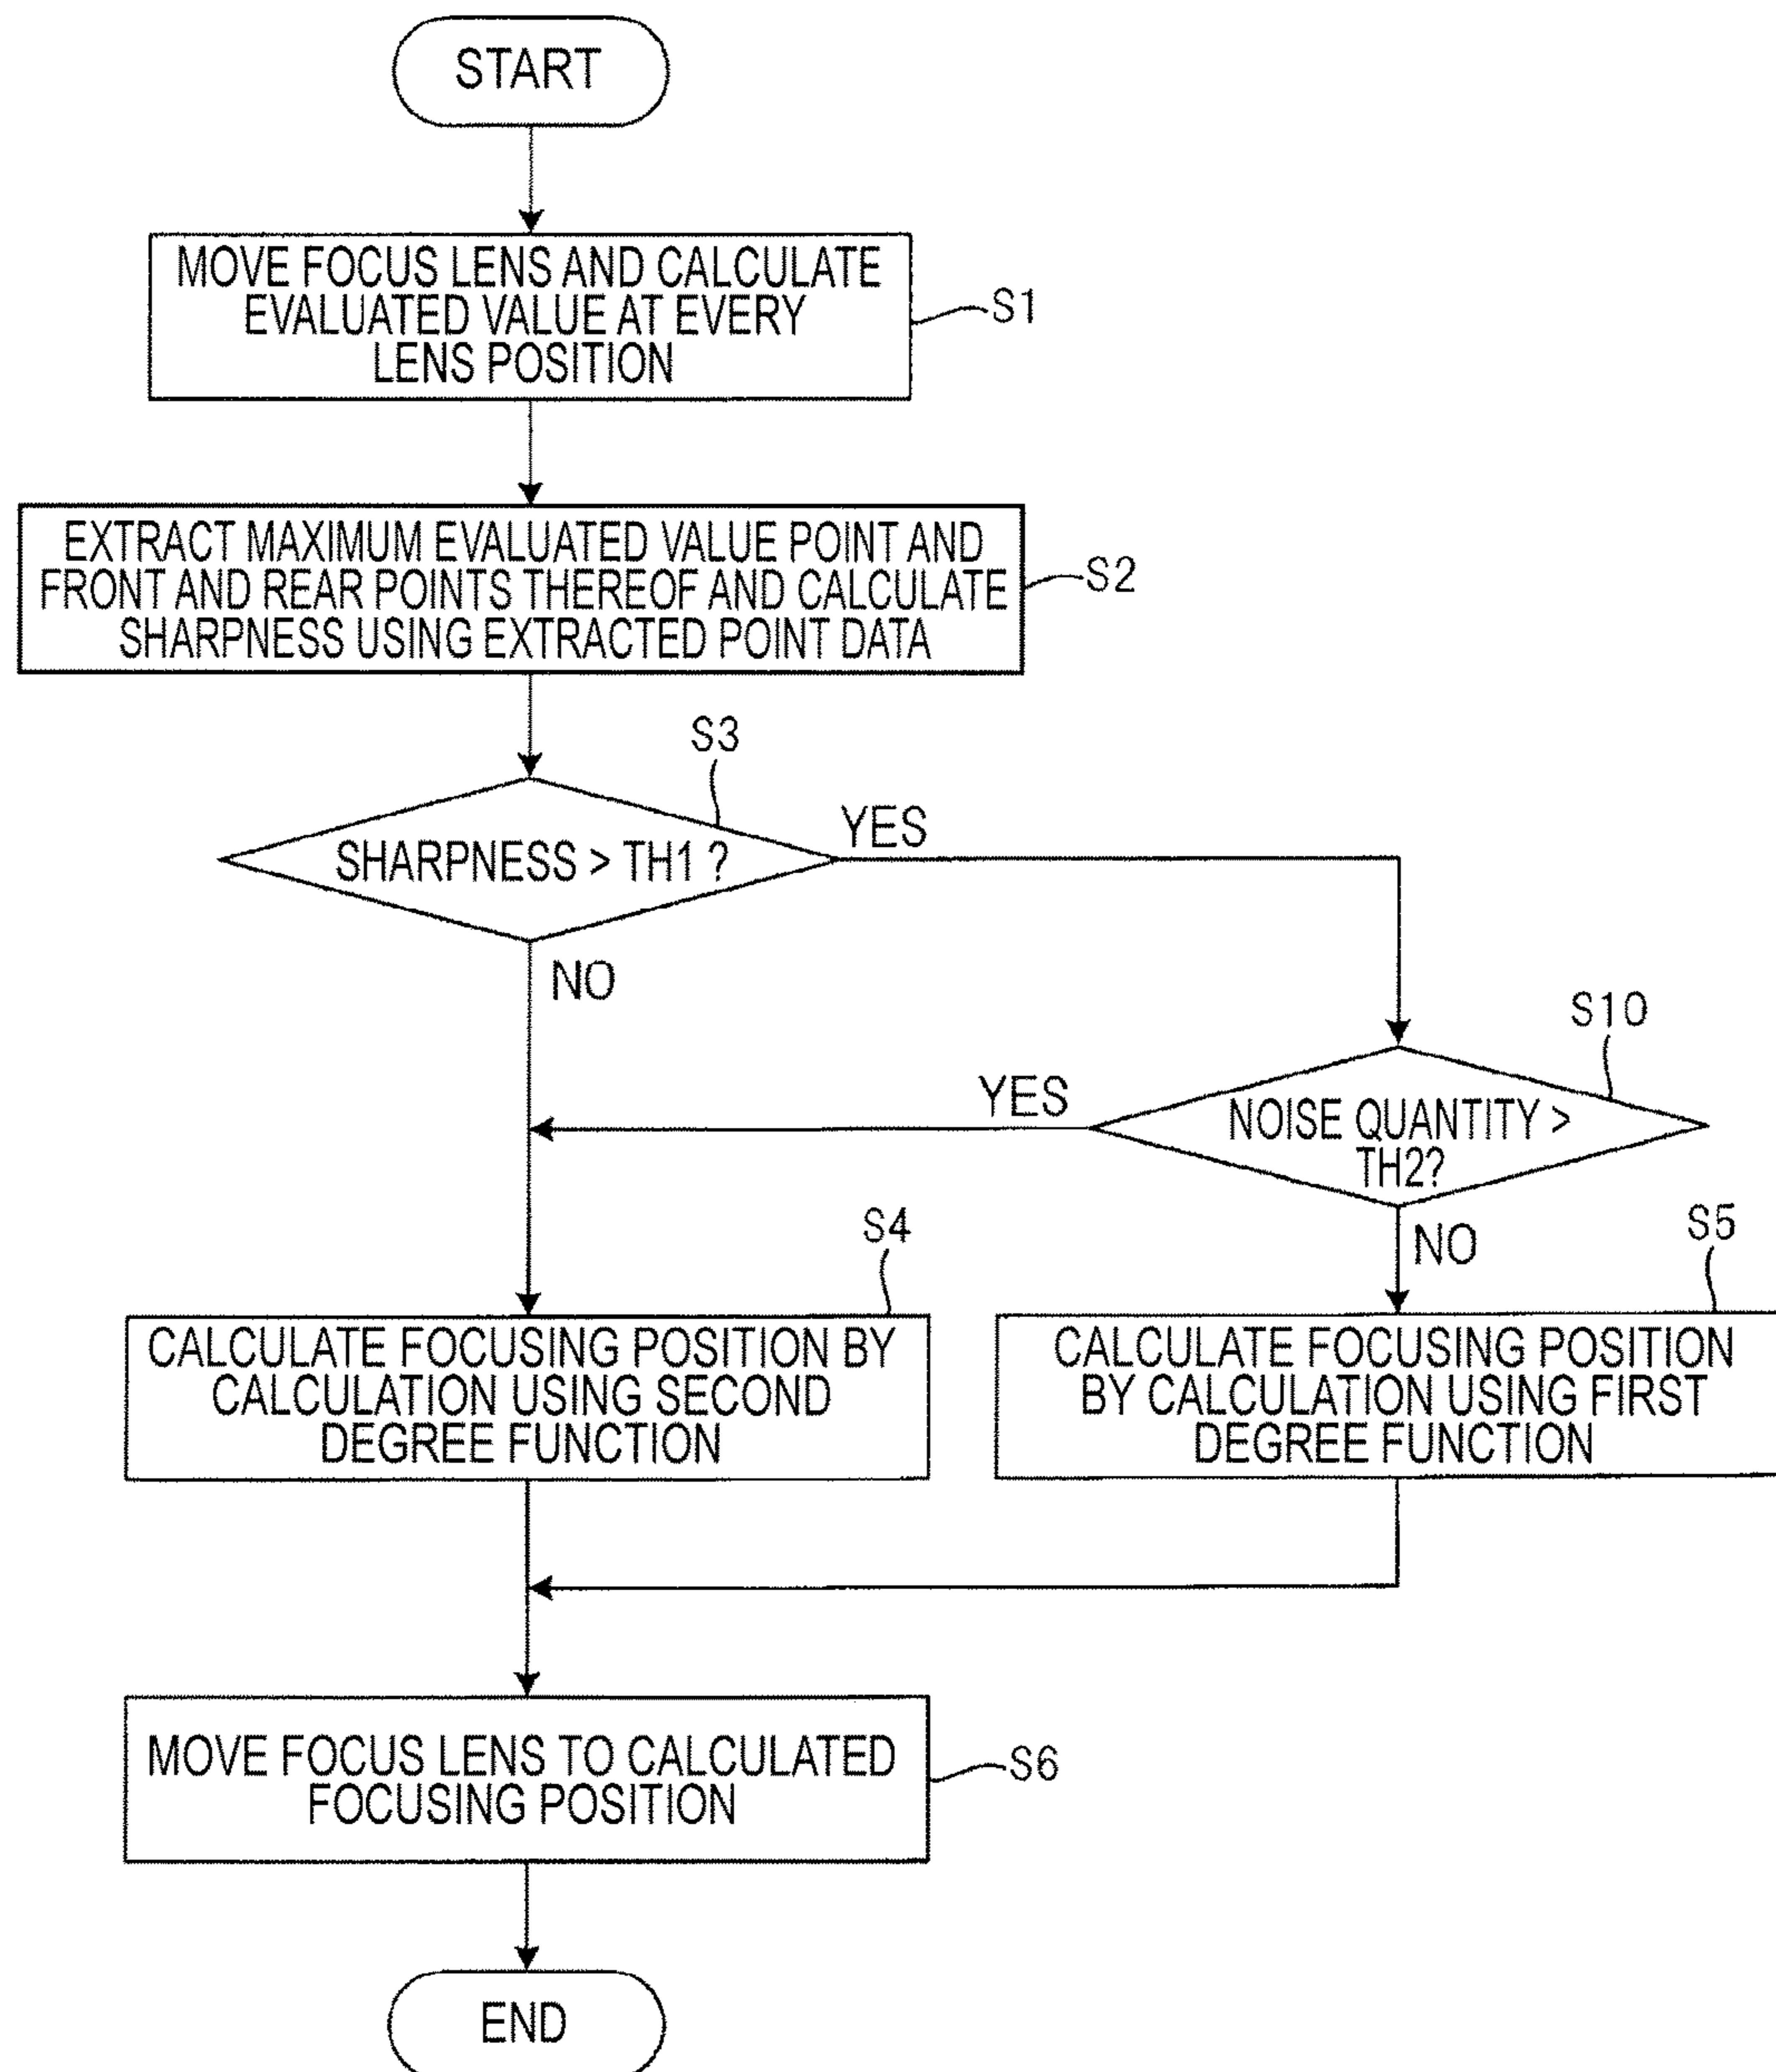 START
MOVE FOCUS LENS AND CALCULATE
EVALUATED VALUE AT EVERY
LENS POSITION
S1
EXTRACT MAXIMUM EVALUATED VALUE POINT AND
FRONT AND REAR POINTS THEREOF AND CALCULATE
SHARPNESS USING EXTRACTED POINT DATA
S2
S3
SHARPNESS > TH1 ?
YES
NO
S10
NOISE QUANTITY >
TH2?
YES
NO
S4
CALCULATE FOCUSING POSITION BY
CALCULATION USING SECOND
DEGREE FUNCTION
S5
CALCULATE FOCUSING POSITION
BY CALCULATION USING FIRST
DEGREE FUNCTION
MOVE FOCUS LENS TO CALCULATED
FOCUSING POSITION
S6
END